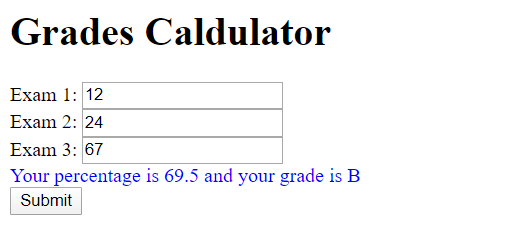 Grades Caldulator
Exam 1: 12
Exam 2: 24
Exam 3: 67
Your percentage is 69.5 and your grade is B
Submit